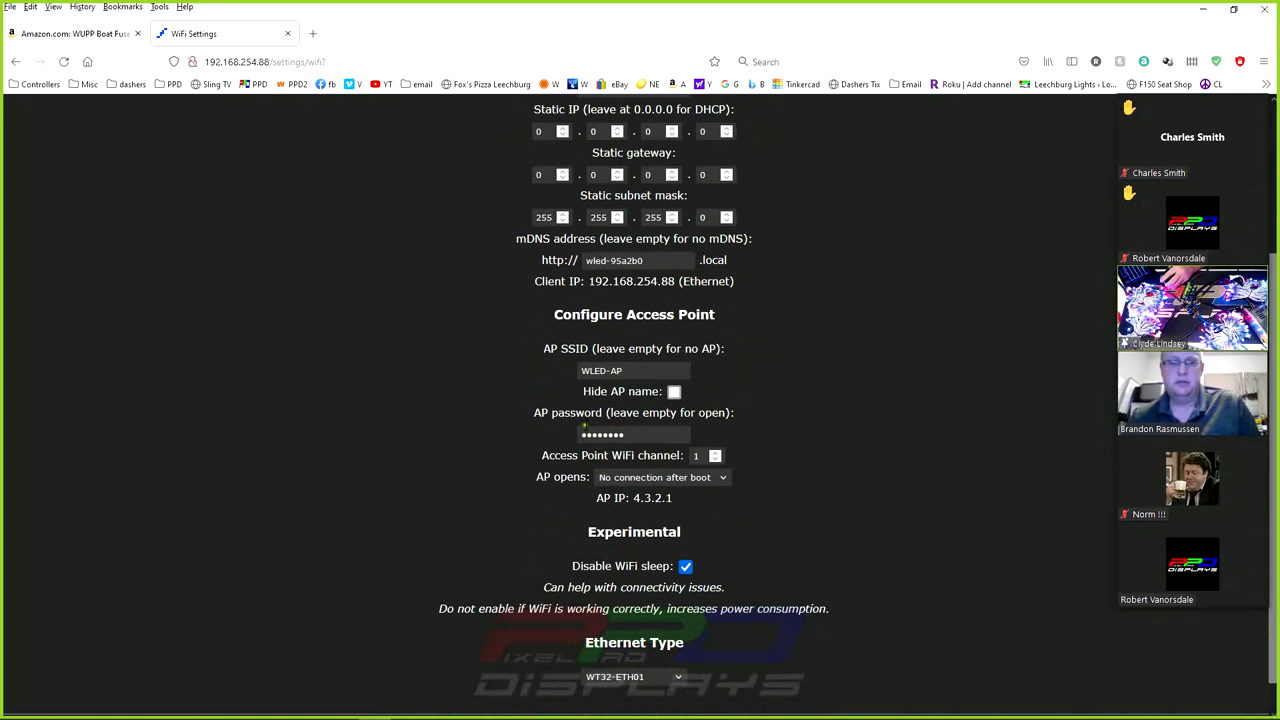 File Edit View History Bookmarks Tools Help
Amazon.com: WUPP Boat Fuse
WiFi Settings
192.168.254.88/settings/wifi?
Search
Controllers Misc dashers PPD Sling TV PPD PPD2 fb V YT email Fox's Pizza Leechburg W W eBay NE A Y G B Tinkercad Dashers Tix Email Roku | Add channel Leechburg Lights - Lo... F150 Seat Shop CL
Static IP (leave at 0.0.0.0 for DHCP):
0 . 0 . 0 . 0
Static gateway:
0 . 0 . 0 . 0
Static subnet mask:
255 . 255 . 255 . 0
mDNS address (leave empty for no mDNS):
http:// wled-95a2b0 .local
Client IP: 192.168.254.88 (Ethernet)
Configure Access Point
AP SSID (leave empty for no AP):
WLED-AP
Hide AP name:
AP password (leave empty for open):
••••••••
Access Point WiFi channel: 1
AP opens: No connection after boot
AP IP: 4.3.2.1
Experimental
Disable WiFi sleep:
Can help with connectivity issues.
Do not enable if WiFi is working correctly, increases power consumption.
Ethernet Type
WT32-ETH01
PPD
DiSPLAYS
Charles Smith
Charles Smith
PPD
DISPLAYS
Robert Vanorsdale
Clyde Lindsey
Brandon Rasmussen
Norm !!!
PPD
DISPLAYS
Robert Vanorsdale